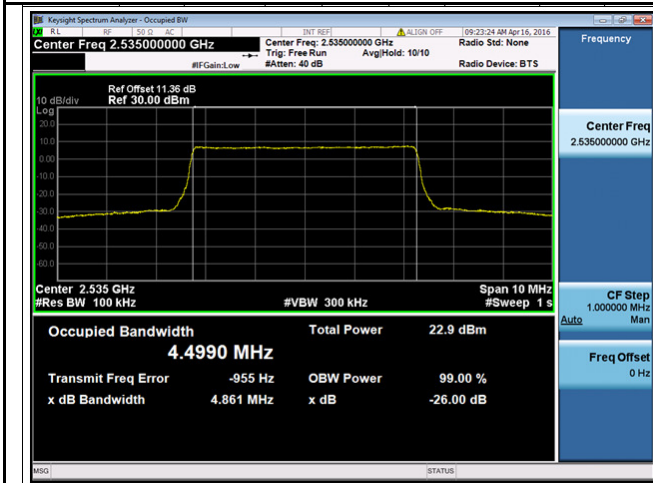 Keysight Spectrum Analyzer - Occupied BW
RL RF 50 Ω AC INT REF ALIGN OFF 09:23:24 AM Apr 16, 2016
Center Freq 2.535000000 GHz
Center Freq: 2.535000000 GHz
Radio Std: None
Trig: Free Run
Avg|Hold: 10/10
#IFGain:Low
#Atten: 40 dB
Radio Device: BTS
Frequency
Ref Offset 11.36 dB
10 dB/div
Ref 30.00 dBm
Log
20.0
10.0
0.00
-10.0
-20.0
-30.0
-40.0
-50.0
-60.0
Center 2.535 GHz
Span 10 MHz
#Res BW 100 kHz
#VBW 300 kHz
#Sweep 1 s
Occupied Bandwidth
Total Power
22.9 dBm
4.4990 MHz
Transmit Freq Error
-955 Hz
OBW Power
99.00 %
x dB Bandwidth
4.861 MHz
x dB
-26.00 dB
Center Freq
2.535000000 GHz
CF Step
1.000000 MHz
Auto Man
Freq Offset
0 Hz
MSG
STATUS